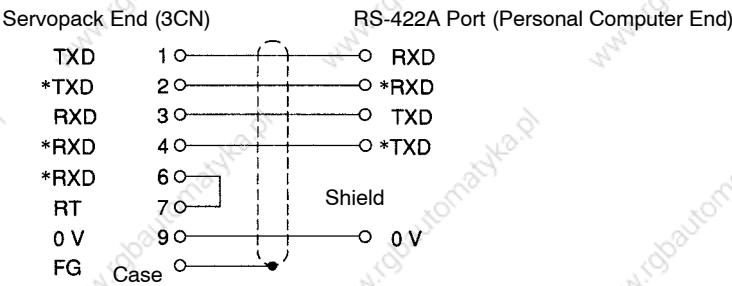 Servopack End (3CN) RS-422A Port (Personal Computer End)
TXD 1 RXD
*TXD 2 *RXD
RXD 3 TXD
*RXD 4 *TXD
*RXD 6
RT 7 Shield
0 V 9 0 V
FG Case